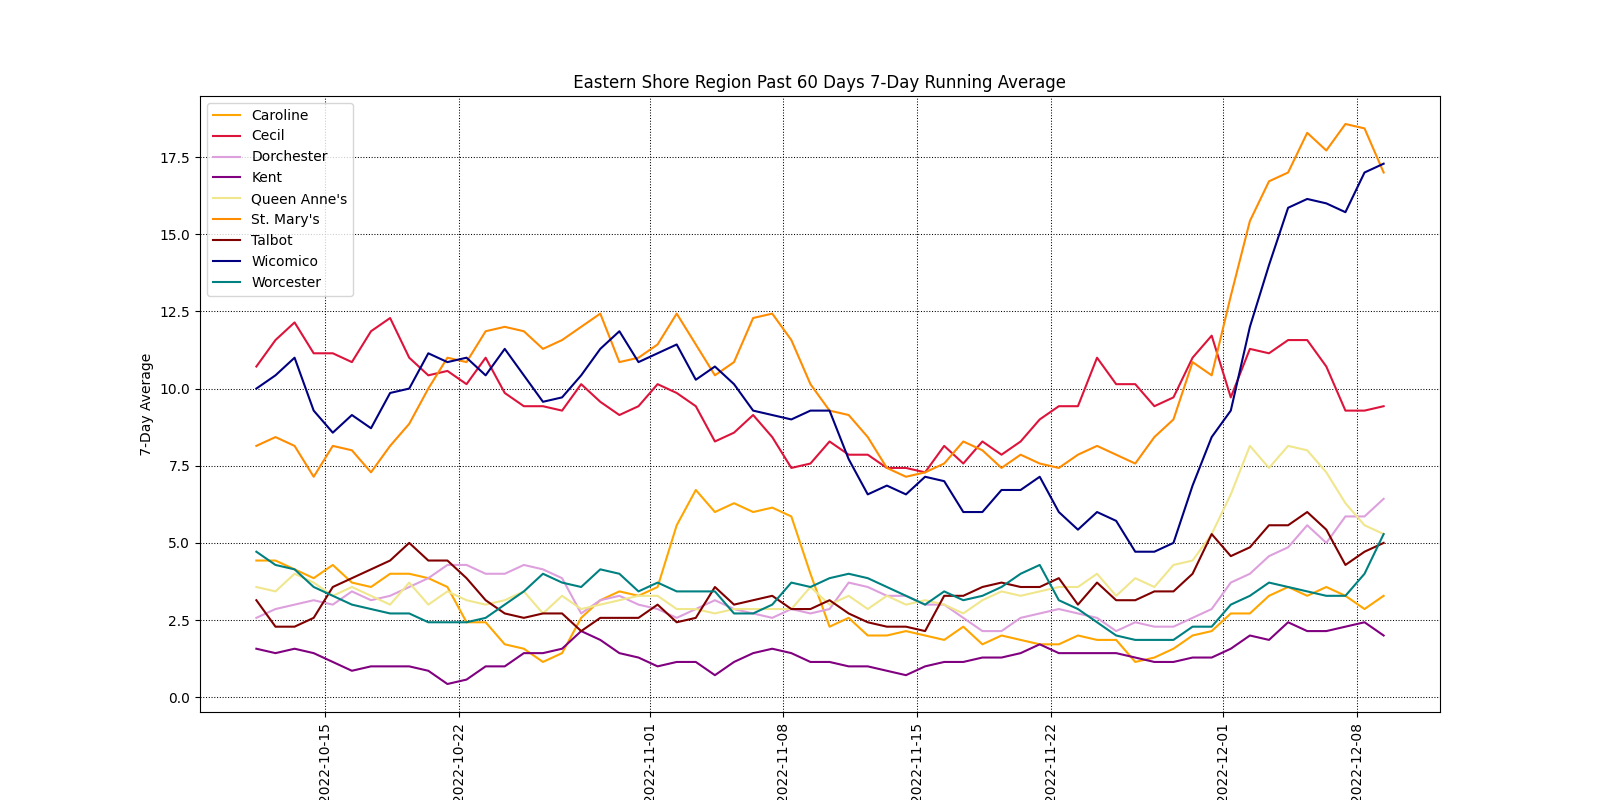 Eastern Shore Region Past 60 Days 7-Day Running Average
Caroline
Cecil
Dorchester
Kent
Queen Anne's
St. Mary's
Talbot
Wicomico
Worcester
7-Day Average
17.5
15.0
12.5
10.0
7.5
5.0
2.5
0.0
2022-10-15
2022-10-22
2022-11-01
2022-11-08
2022-11-15
2022-11-22
2022-12-01
2022-12-08